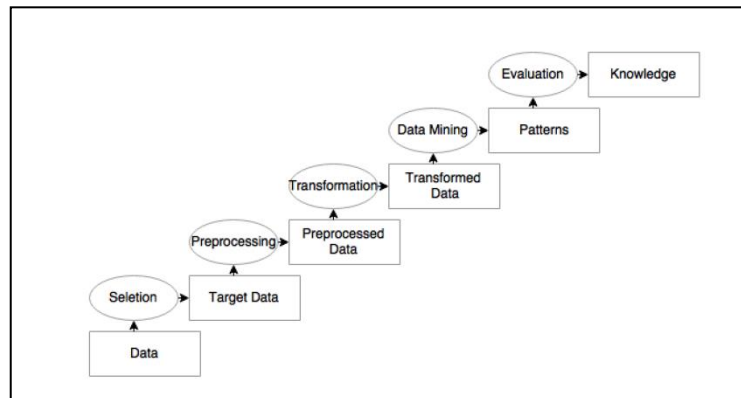 Evaluation
Knowledge
Data Mining
Patterns
Transformation
Transformed
Data
Preprocessing
Preprocessed
Data
Seletion
Target Data
Data